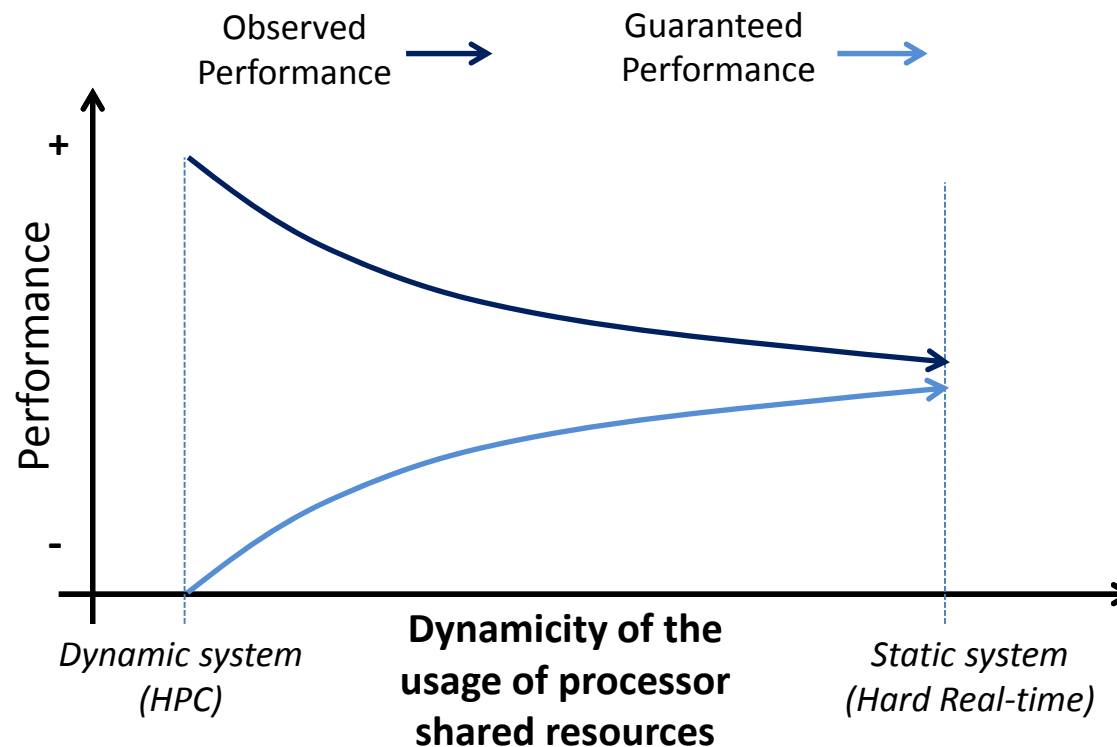 Observed
Performance
Guaranteed
Performance
+
Performance
-
Dynamic system
(HPC)
Dynamicity of the
usage of processor
shared resources
Static system
(Hard Real-time)